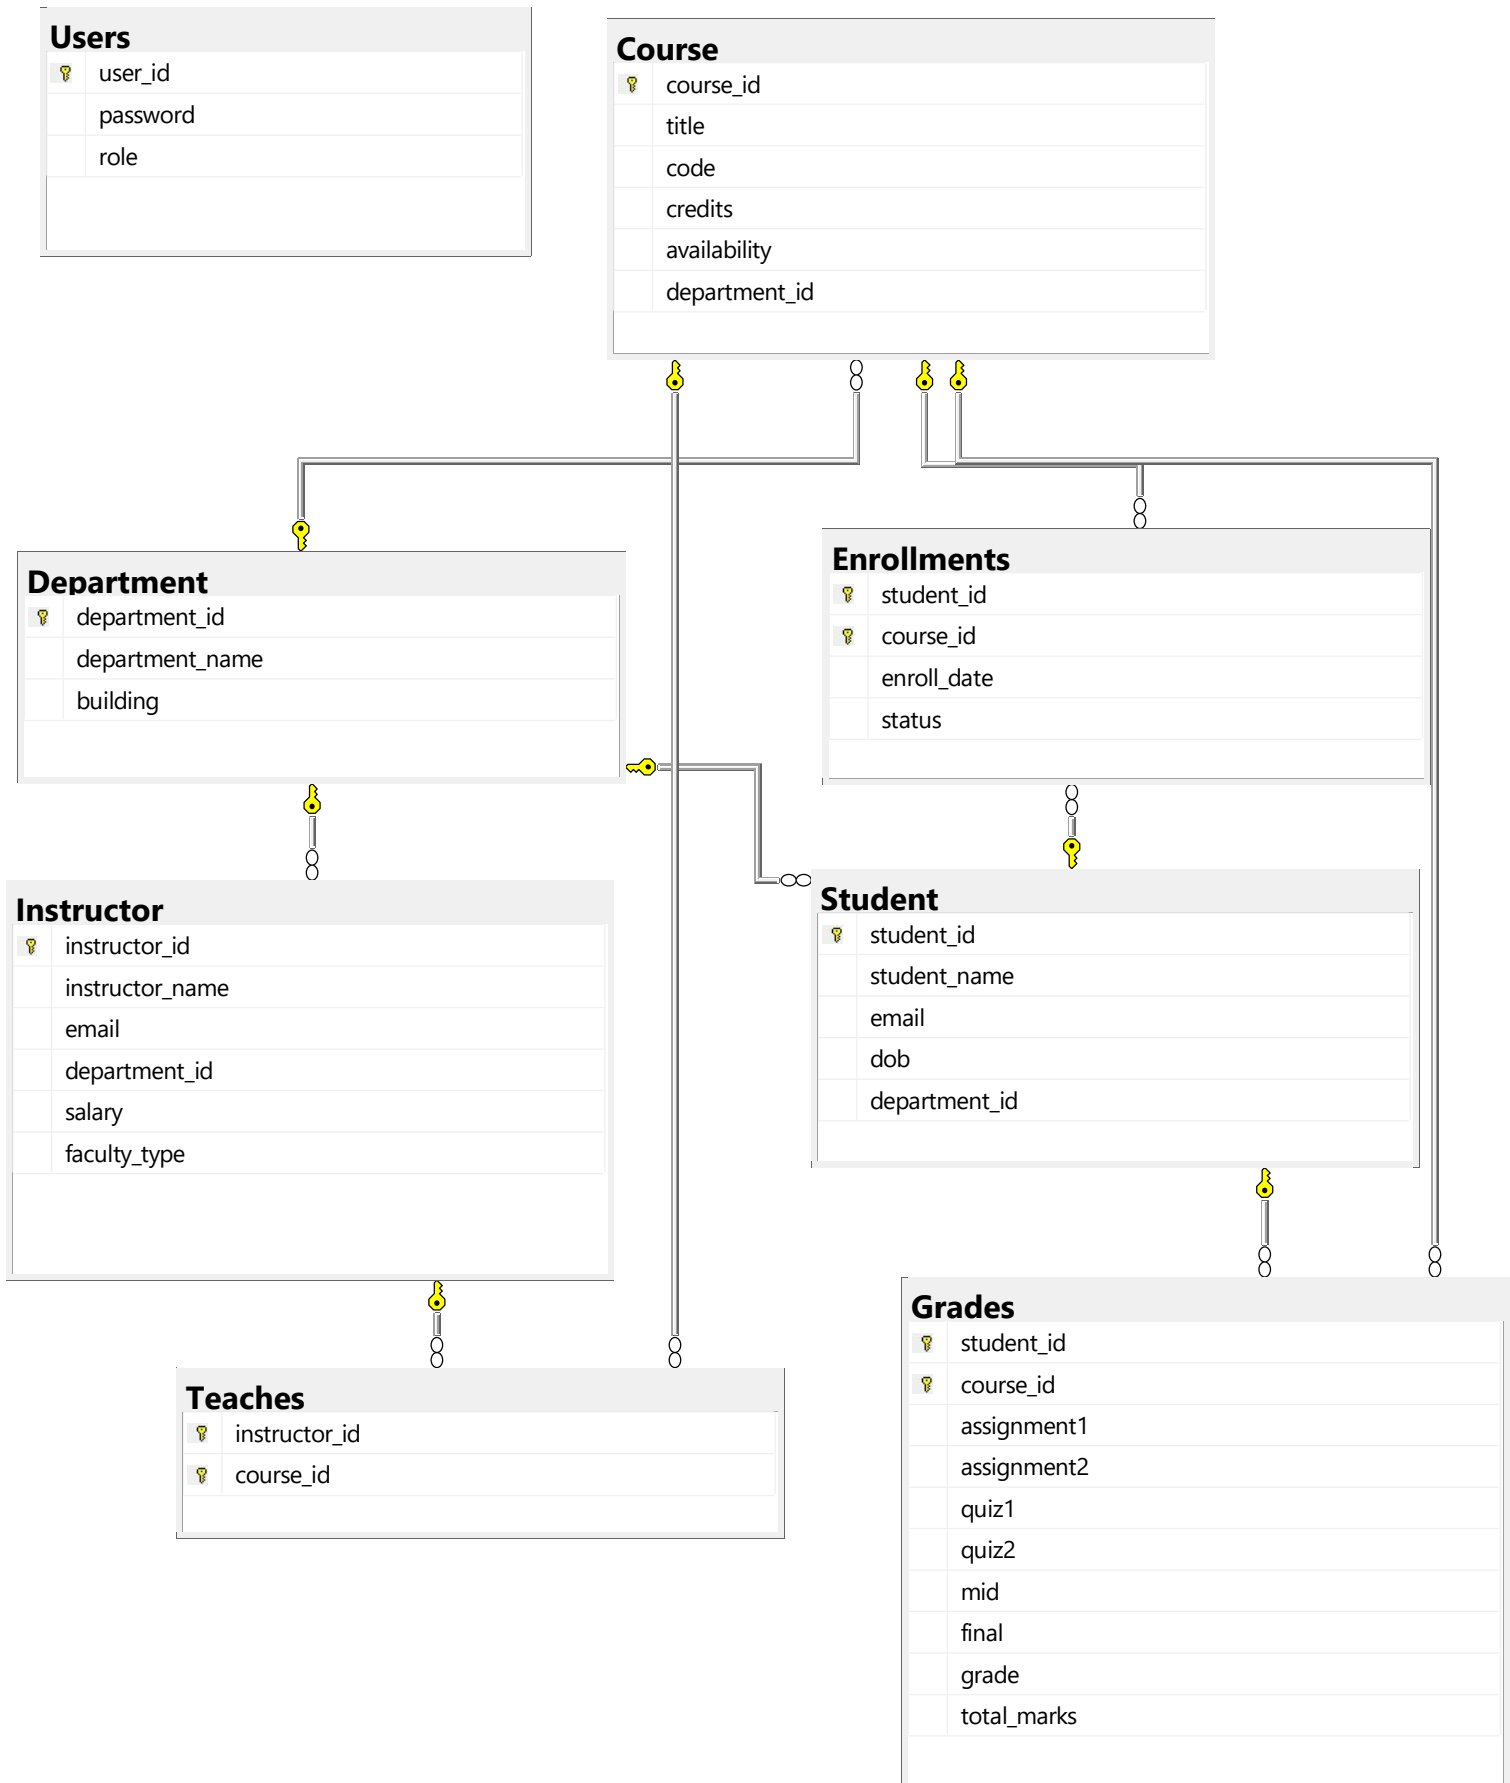 Users
user_id
password
role
Course
course_id
title
code
credits
availability
department_id
Department
department_id
department_name
building
Enrollments
student_id
course_id
enroll_date
status
Instructor
instructor_id
instructor_name
email
department_id
salary
faculty_type
Student
student_id
student_name
email
dob
department_id
Teaches
instructor_id
course_id
Grades
student_id
course_id
assignment1
assignment2
quiz1
quiz2
mid
final
grade
total_marks